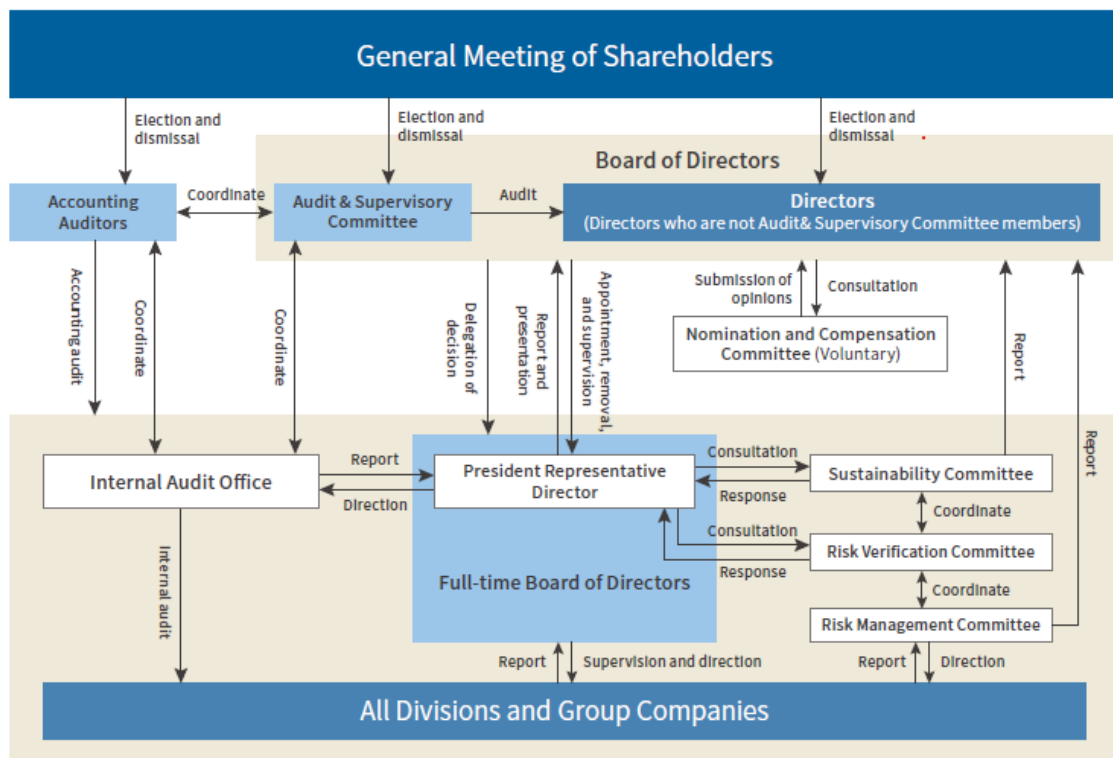 General Meeting of Shareholders
Election and
dismissal
Election and
dismissal
Election and
dismissal
Board of Directors
Accounting
Auditors
Coordinate
Audit & Supervisory
Committee
Audit
Directors
(Directors who are not Audit& Supervisory Committee members)
Accounting audit
Coordinate
Coordinate
Delegation of
decision
Report and
presentation
Appointment, removal,
and supervision
Submission of
opinions
Consultation
Nomination and Compensation
Committee (Voluntary)
Report
Report
Internal Audit Office
Report
Direction
President Representative
Director
Consultation
Response
Sustainability Committee
Coordinate
Consultation
Response
Risk Verification Committee
Coordinate
Full-time Board of Directors
Risk Management Committee
Internal audit
Report
Supervision and direction
Report
Direction
All Divisions and Group Companies